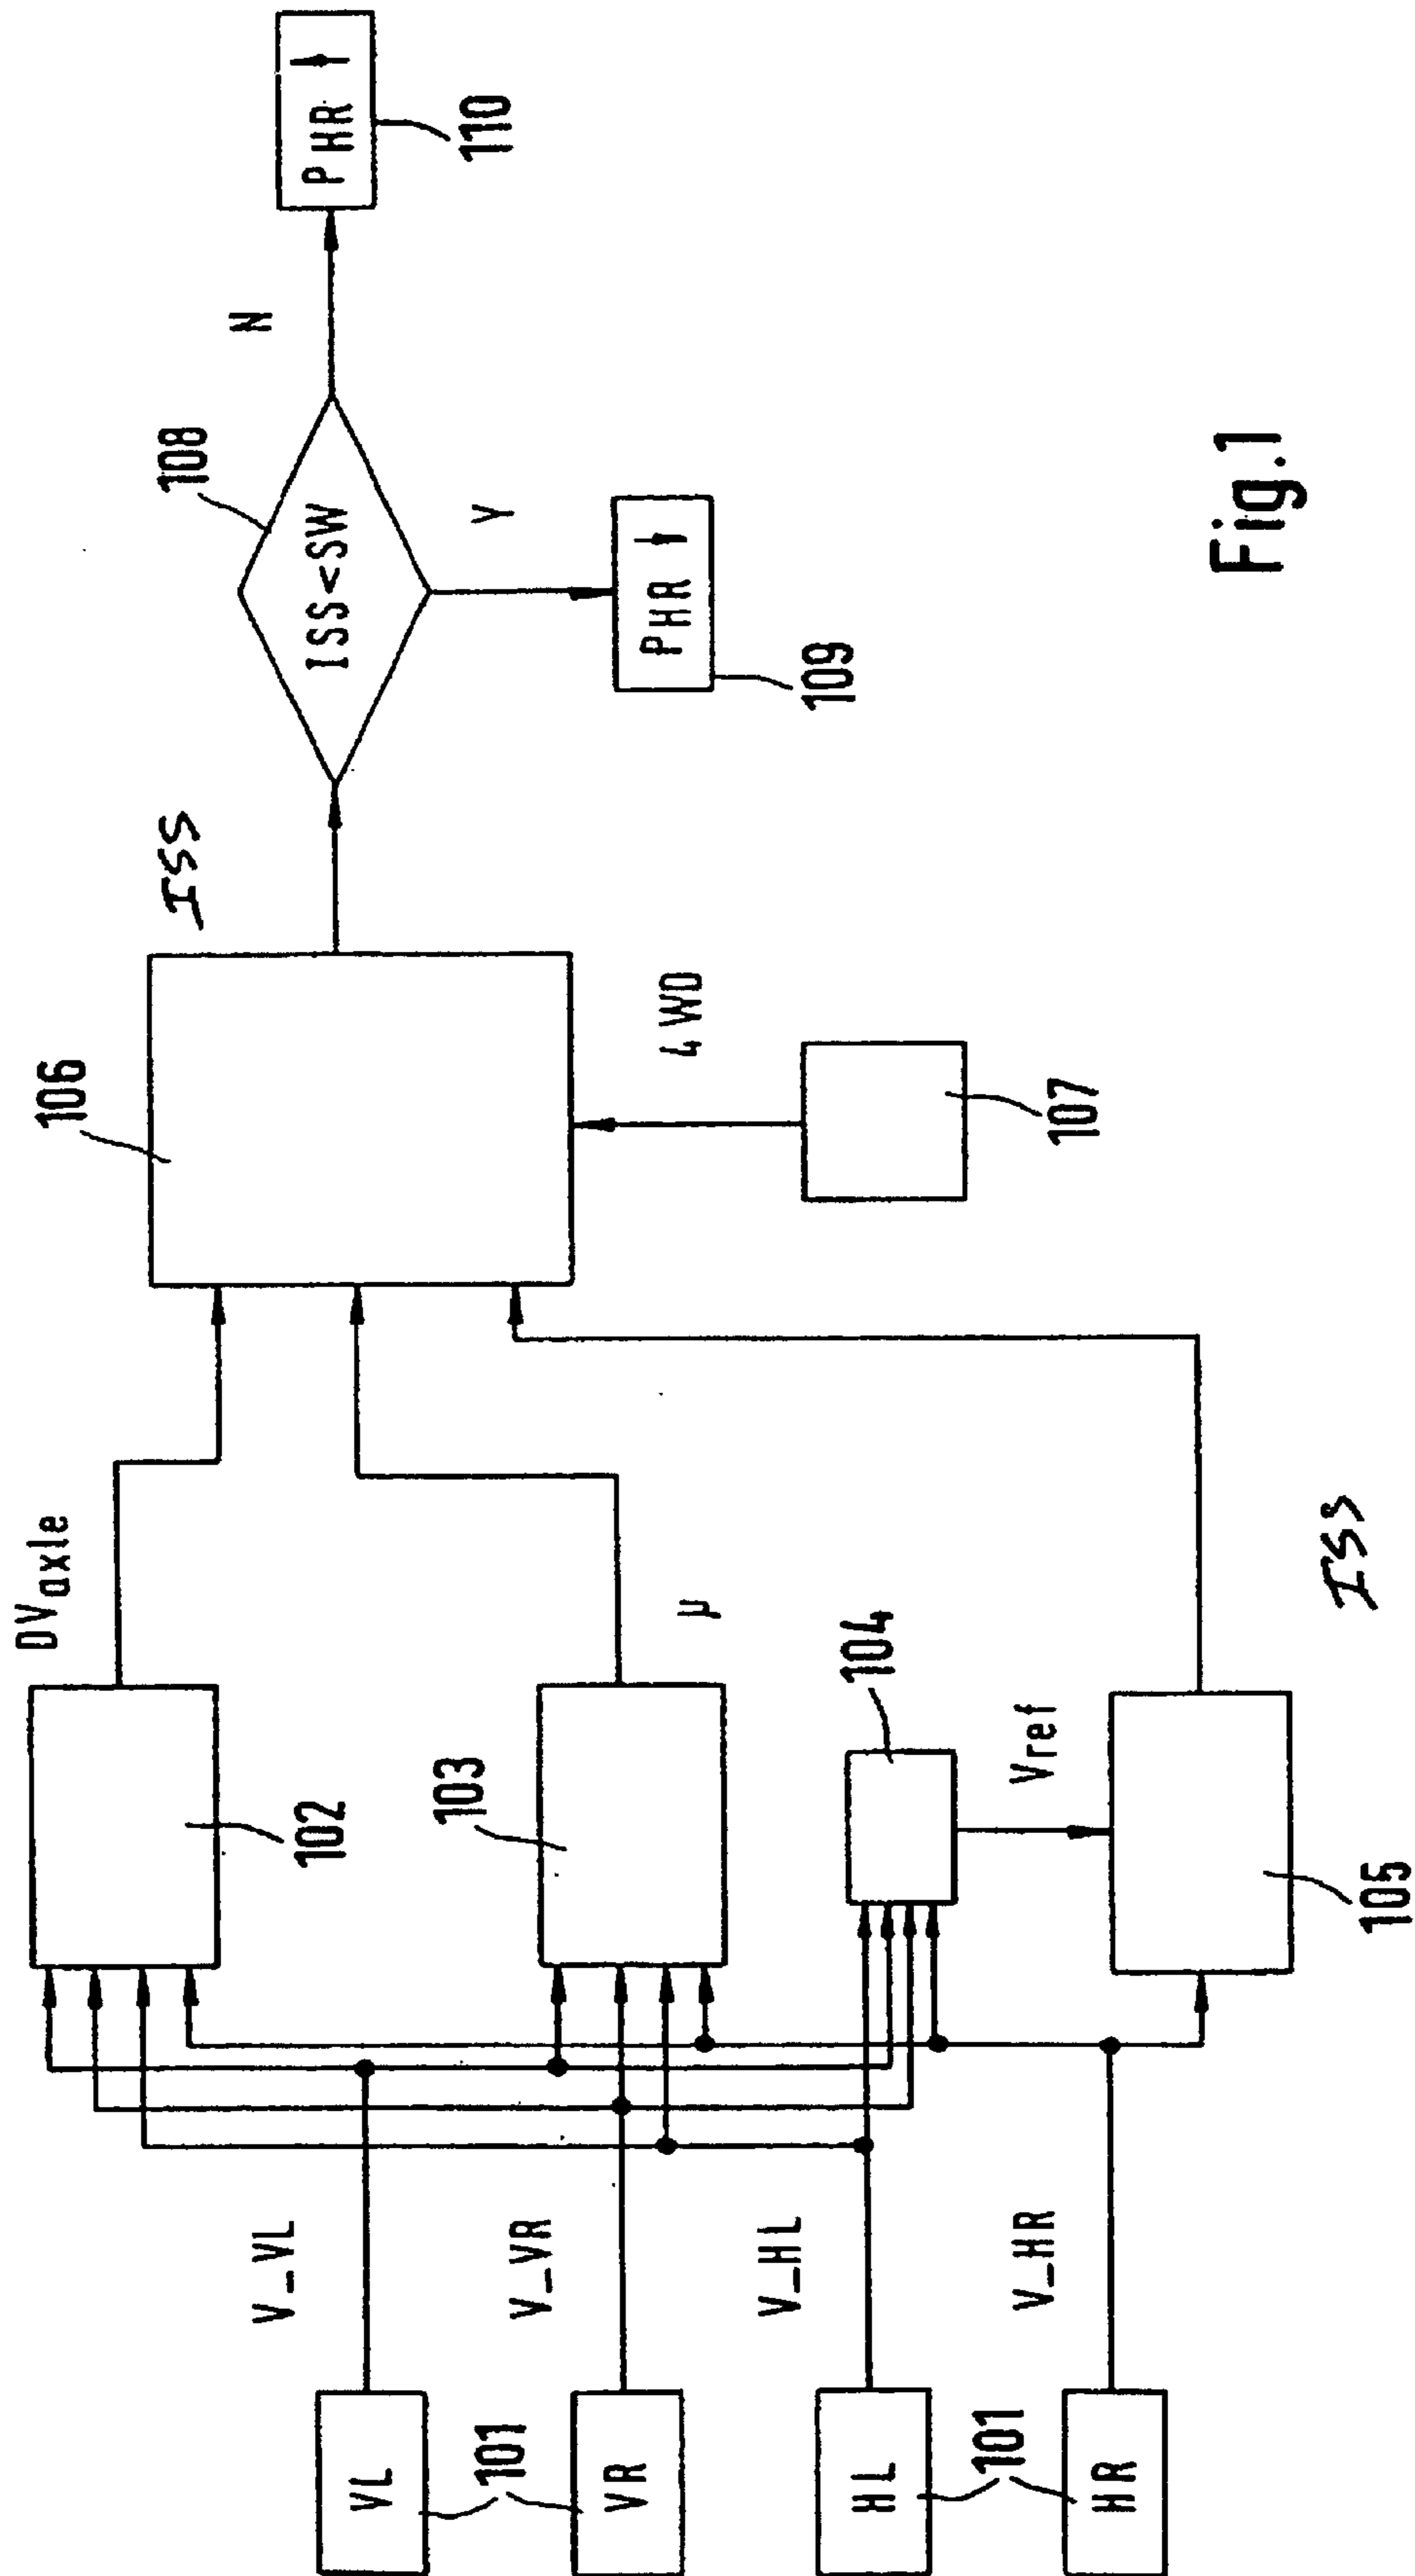 VL
VR
HL
HR
101
101
V_VL
V_VR
V_HL
V_HR
102
103
104
105
DVaxle
µ
Vref
ISS
106
107
4WD
ISS
108
ISS<SW
Y
N
PHR ↓
109
PHR ↑
110
Fig.1